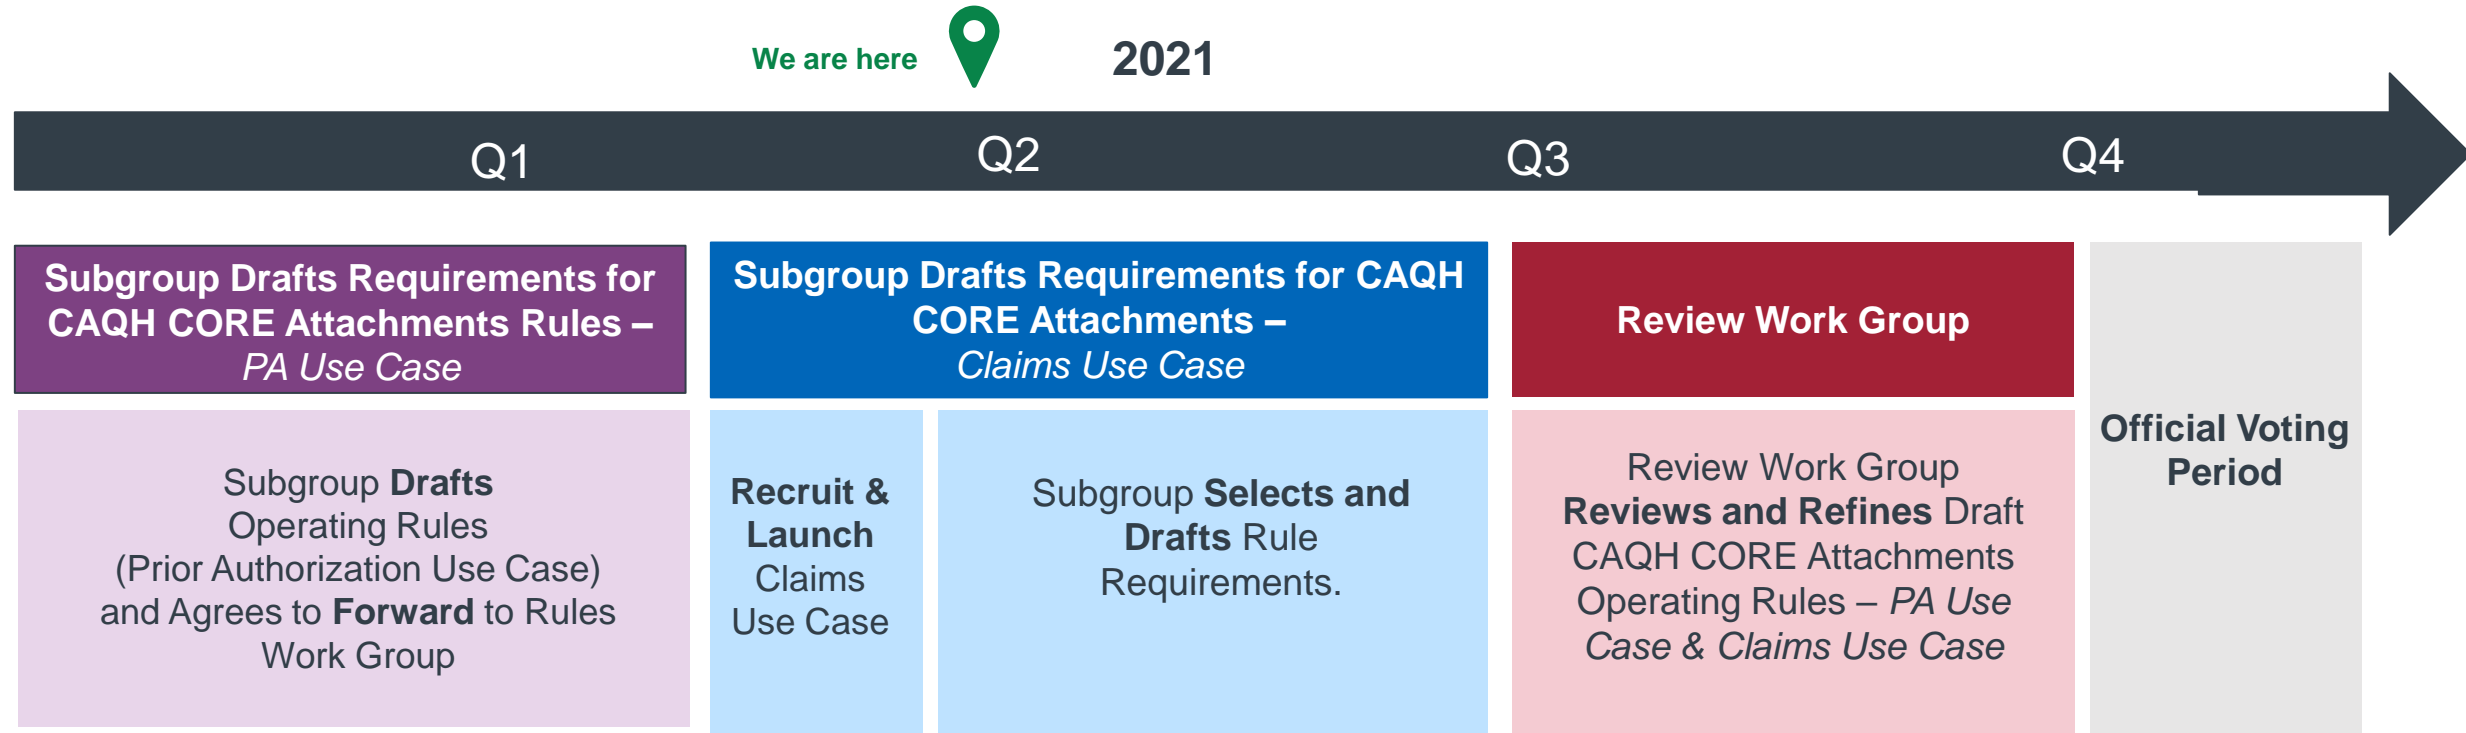 We are here
2021
Q1
Q2
Q3
Q4
Subgroup Drafts Requirements for
CAQH CORE Attachments Rules –
PA Use Case
Subgroup Drafts
Operating Rules
(Prior Authorization Use Case)
and Agrees to Forward to Rules
Work Group
Subgroup Drafts Requirements for CAQH
CORE Attachments –
Claims Use Case
Recruit &
Launch
Claims
Use Case
Subgroup Selects and
Drafts Rule
Requirements.
Review Work Group
Review Work Group
Reviews and Refines Draft
CAQH CORE Attachments
Operating Rules – PA Use
Case & Claims Use Case
Official Voting
Period